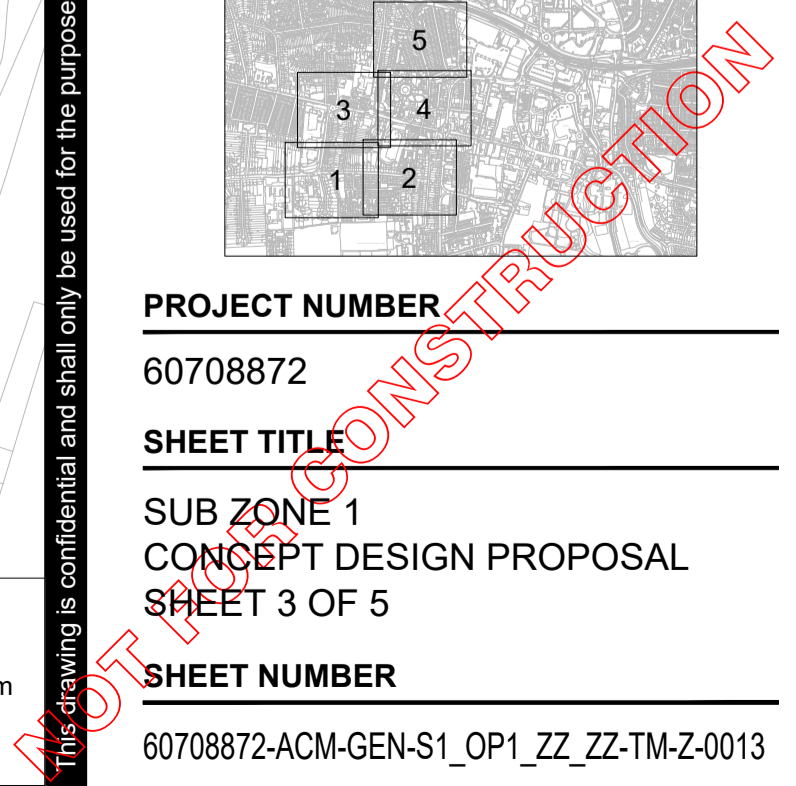 This drawing is confidential and shall only be used for the purpose
5
3
4
1
2
PROJECT NUMBER
60708872
SHEET TITLE
SUB ZONE 1
CONCEPT DESIGN PROPOSAL
SHEET 3 OF 5
SHEET NUMBER
60708872-ACM-GEN-S1_OP1_ZZ_ZZ-TM-Z-0013
NOT FOR CONSTRUCTION
m